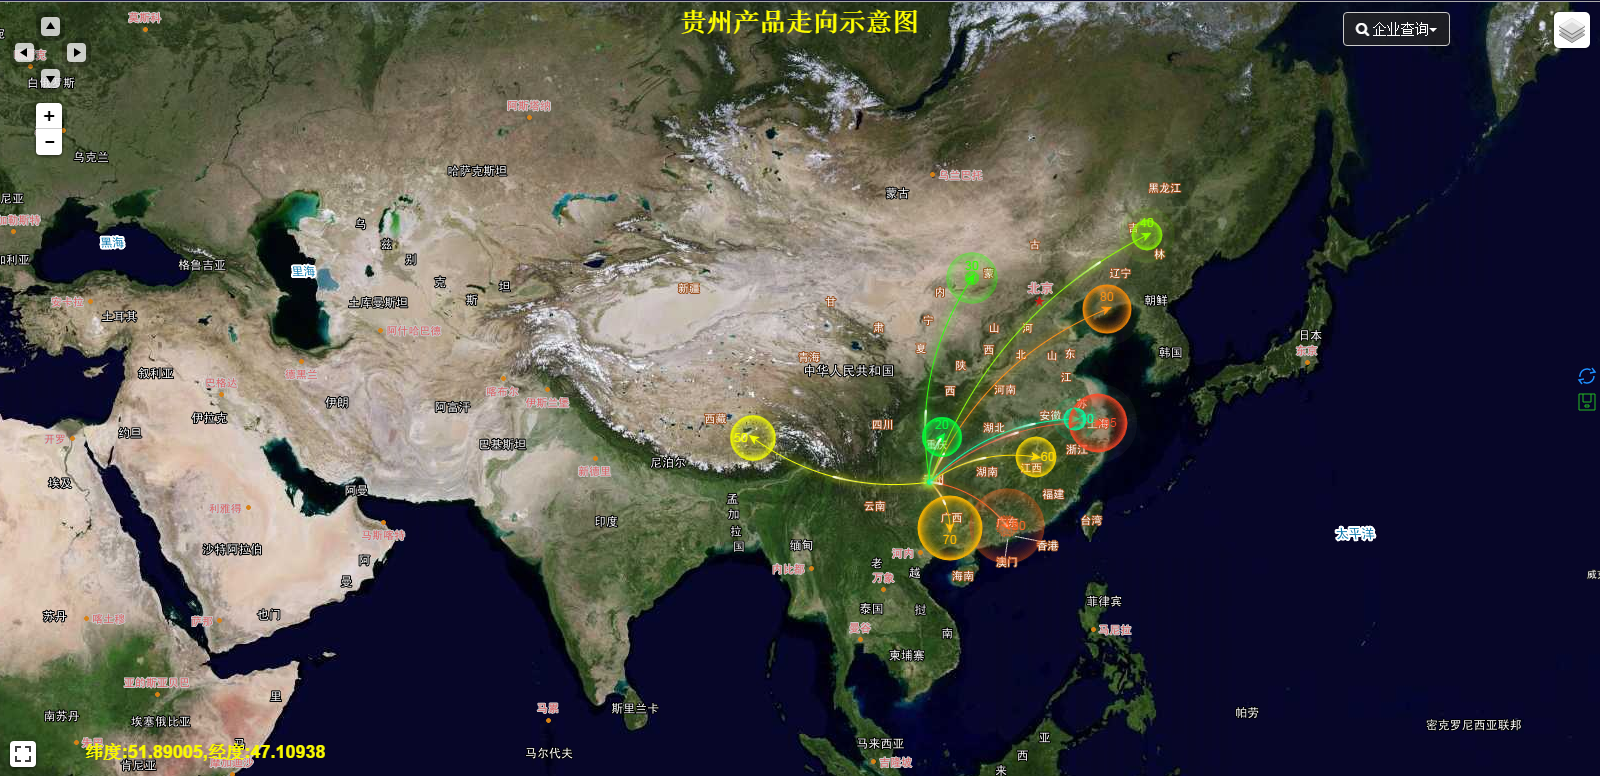 贵州产品走向示意图
企业查询
莫斯科
白俄罗斯
+
−
阿斯塔纳
乌克兰
哈萨克斯坦
乌兰巴托
蒙古
黑龙江
尼亚
加勒斯特
黑海
乌
兹
别
克
斯
坦
吉
40
林
古
和利亚
格鲁吉亚
里海
蒙
辽宁
内
北京
新疆
甘
80
朝鲜
安卡拉
土耳其
土库曼斯坦
阿什哈巴德
肃
宁
夏
山
西
河
北
山
东
日本
东京
韩国
青海
中华人民共和国
陕
西
叙利亚
巴格达
德黑兰
伊朗
喀布尔
伊斯兰堡
江
苏
河南
伊拉克
阿富汗
约旦
开罗
巴基斯坦
西藏
四川
20
重庆
湖北
安徽
上海
浙江
50
60
江西
湖南
尼泊尔
新德里
埃及
阿曼
利雅得
马斯喀特
沙特阿拉伯
孟
加
拉
国
印度
云南
福建
台湾
广西
70
广东
香港
澳门
太平洋
缅甸
内比都
河内
老
万象
越
海南
阿
曼
苏丹
喀土穆
萨那
也门
泰国
挝
南
曼谷
柬埔寨
菲律宾
马尼拉
亚的斯亚贝巴
里
南苏丹
埃塞俄比亚
马累
斯里兰卡
马尔代夫
帕劳
密克罗尼西亚联邦
马来西亚
吉隆坡
亚
西
来
马
肯尼亚
纬度:51.89005,经度:47.10938